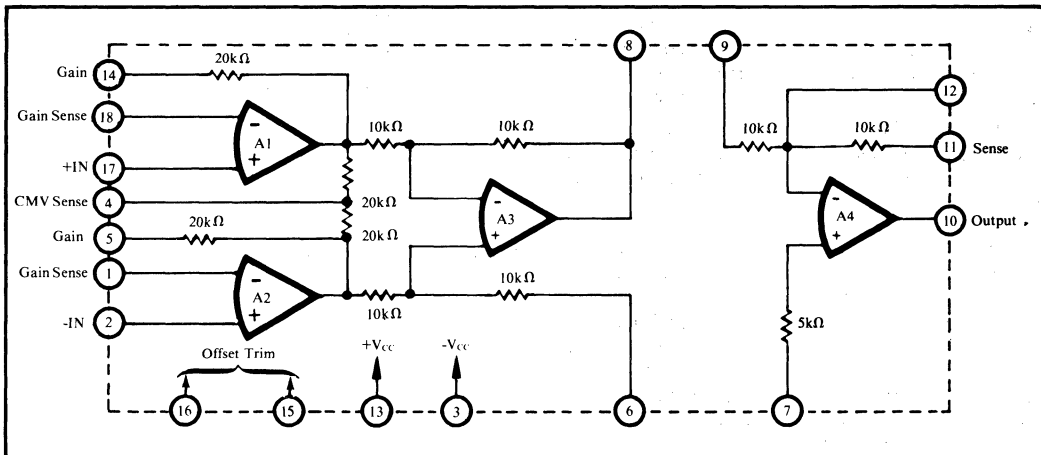 8
9
20kΩ
Gain 14
12
Gain Sense 18
10kΩ
10kΩ
10kΩ
10kΩ
A1
- +
11 Sense
+IN 17
CMV Sense 4
20kΩ
- +
A3
- +
A4
10 Output
Gain 5
20kΩ
20kΩ
Gain Sense 1
10kΩ
- +
A2
10kΩ
5kΩ
-IN 2
Offset Trim
+VCC
-VCC
16
15
13
3
6
7